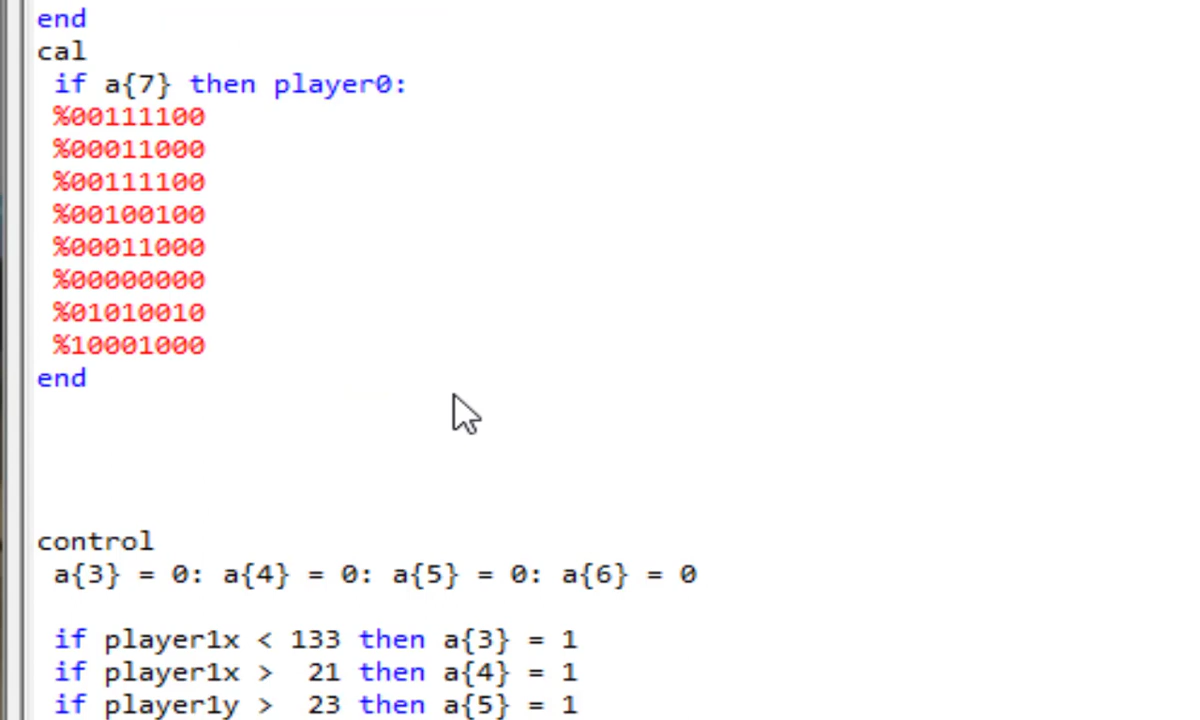 end
cal
if a{7} then player0:
%00111100
%00011000
%00111100
%00100100
%00011000
%00000000
%01010010
%10001000
end
control
a{3} = 0: a{4} = 0: a{5} = 0: a{6} = 0
if player1x < 133 then a{3} = 1
if player1x >  21 then a{4} = 1
if player1y >  23 then a{5} = 1